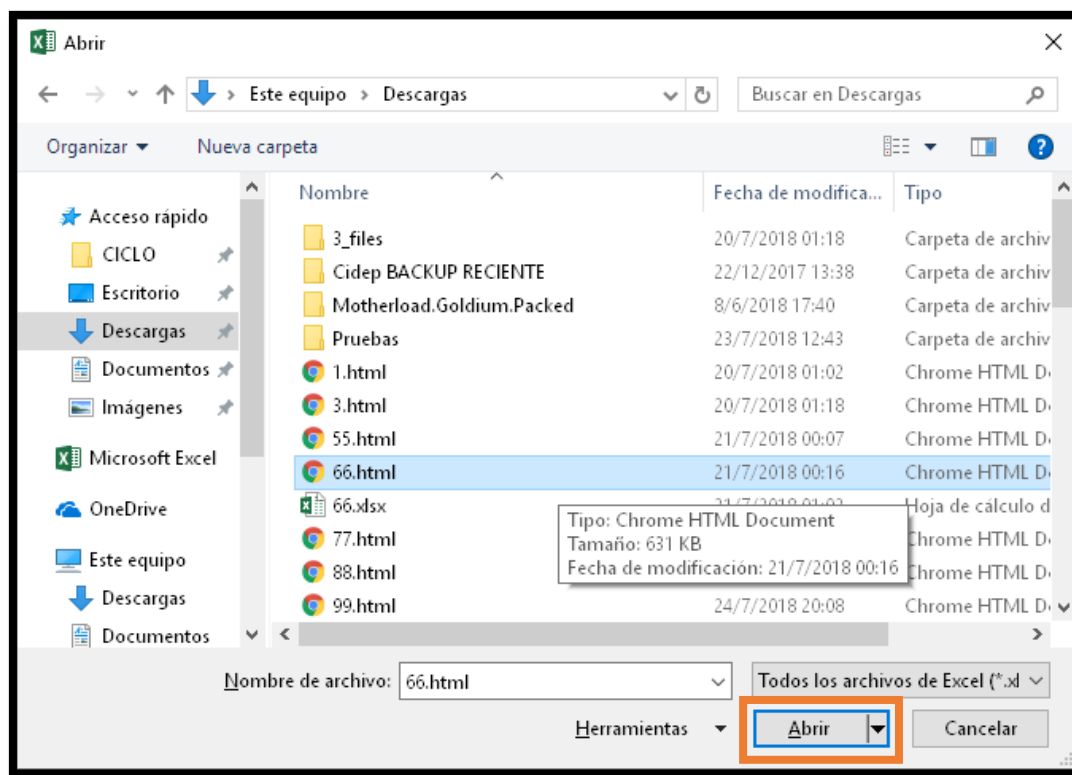 Abrir
Este equipo > Descargas
Buscar en Descargas
Organizar
Nueva carpeta
Nombre
Fecha de modifica...
Tipo
Acceso rápido
CICLO
Escritorio
Descargas
Documentos
Imágenes
Microsoft Excel
OneDrive
Este equipo
Descargas
Documentos
3_files 20/7/2018 01:18 Carpeta de archiv
Cidep BACKUP RECIENTE 22/12/2017 13:38 Carpeta de archiv
Motherload.Goldium.Packed 8/6/2018 17:40 Carpeta de archiv
Pruebas 23/7/2018 12:43 Carpeta de archiv
1.html 20/7/2018 01:02 Chrome HTML D
3.html 20/7/2018 01:18 Chrome HTML D
55.html 21/7/2018 00:07 Chrome HTML D
66.html 21/7/2018 00:16 Chrome HTML D
66.xlsx Hoja de cálculo d
77.html Chrome HTML D
88.html Chrome HTML D
99.html 24/7/2018 20:08 Chrome HTML D
Tipo: Chrome HTML Document
Tamaño: 631 KB
Fecha de modificación: 21/7/2018 00:16
Nombre de archivo: 66.html
Todos los archivos de Excel (*.xl
Herramientas
Abrir
Cancelar